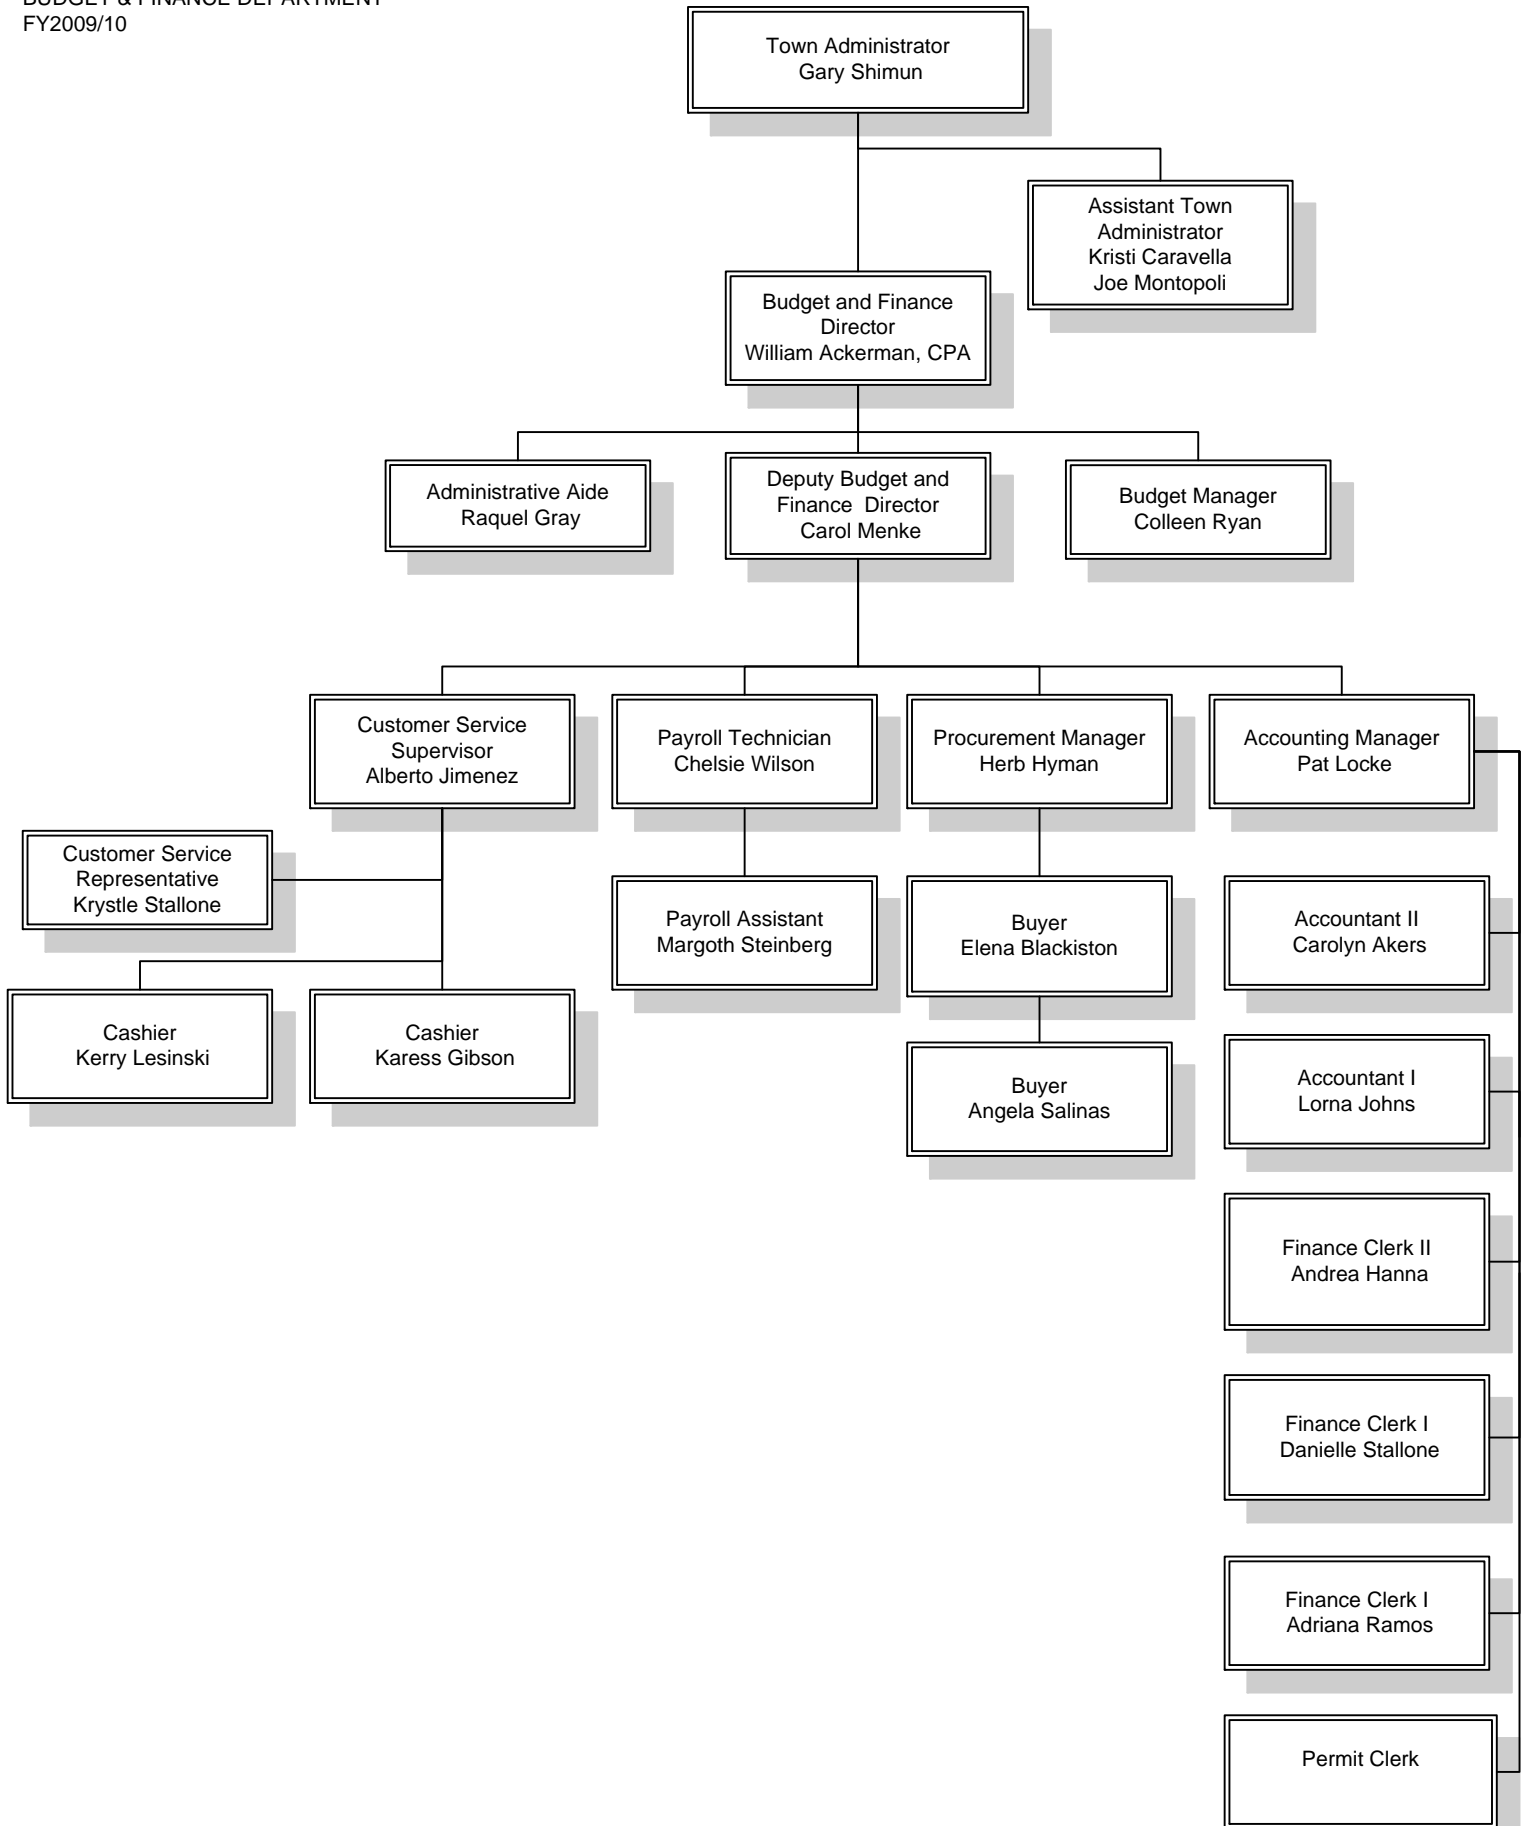 BUDGET & FINANCE DEPARTMENT
FY2009/10
Town Administrator
Gary Shimun
Assistant Town
Administrator
Kristi Caravella
Joe Montopoli
Budget and Finance
Director
William Ackerman, CPA
Administrative Aide
Raquel Gray
Deputy Budget and
Finance Director
Carol Menke
Budget Manager
Colleen Ryan
Customer Service
Supervisor
Alberto Jimenez
Payroll Technician
Chelsie Wilson
Procurement Manager
Herb Hyman
Accounting Manager
Pat Locke
Customer Service
Representative
Krystle Stallone
Payroll Assistant
Margoth Steinberg
Buyer
Elena Blackiston
Accountant II
Carolyn Akers
Cashier
Kerry Lesinski
Cashier
Karess Gibson
Buyer
Angela Salinas
Accountant I
Lorna Johns
Finance Clerk II
Andrea Hanna
Finance Clerk I
Danielle Stallone
Finance Clerk I
Adriana Ramos
Permit Clerk